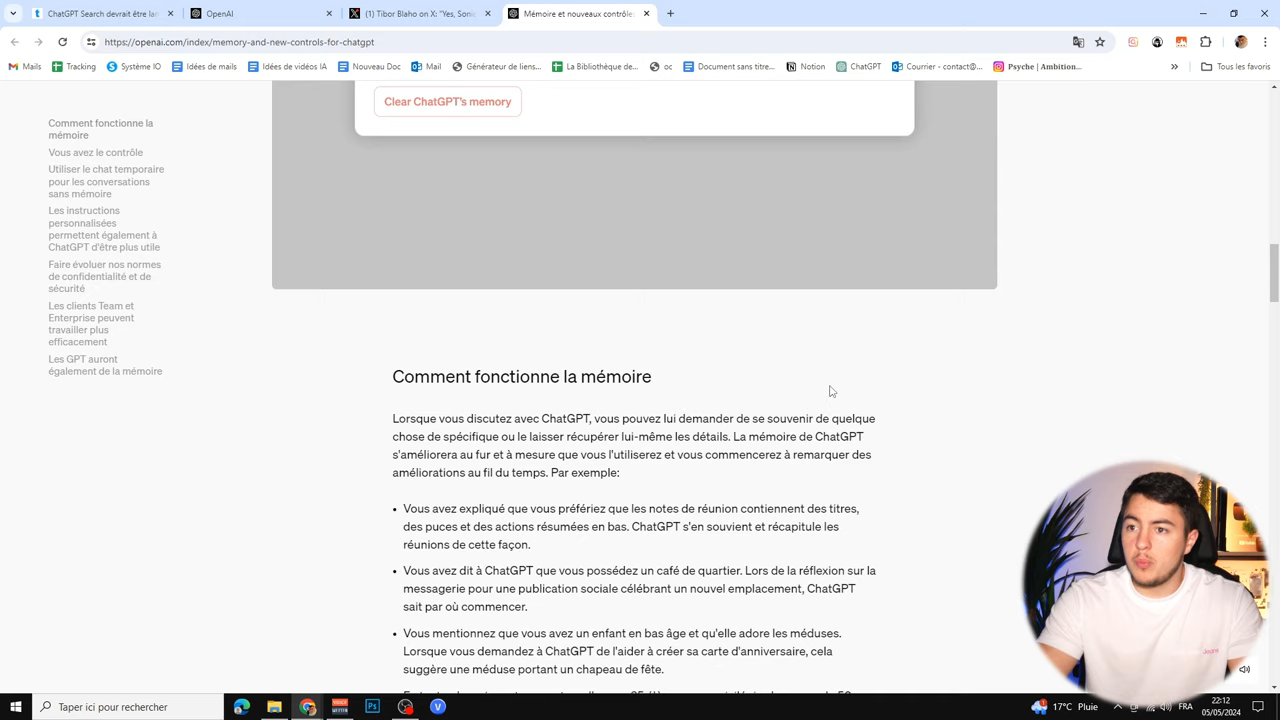 ChatGPT Search devrait être lan
OpenAI
(1) Tibor Blaho on X: "Yes, Sonic
Mémoire et nouveaux contrôles
https://openai.com/index/memory-and-new-controls-for-chatgpt
Mails
Tracking
Système IO
Idées de mails
Idées de vidéos IA
Nouveau Doc
Mail
Générateur de liens...
La Bibliothèque de...
oc
Document sans titre...
Notion
ChatGPT
Courrier - contact@...
Psyche | Ambition...
Tous les favoris
Clear ChatGPT's memory
Comment fonctionne la
mémoire
Vous avez le contrôle
Utiliser le chat temporaire
pour les conversations
sans mémoire
Les instructions
personnalisées
permettent également à
ChatGPT d'être plus utile
Faire évoluer nos normes
de confidentialité et de
sécurité
Les clients Team et
Enterprise peuvent
travailler plus
efficacement
Les GPT auront
également de la mémoire
Comment fonctionne la mémoire
Lorsque vous discutez avec ChatGPT, vous pouvez lui demander de se souvenir de quelque
chose de spécifique ou le laisser récupérer lui-même les détails. La mémoire de ChatGPT
s'améliorera au fur et à mesure que vous l'utiliserez et vous commencerez à remarquer des
améliorations au fil du temps. Par exemple:
• Vous avez expliqué que vous préfériez que les notes de réunion contiennent des titres,
des puces et des actions résumées en bas. ChatGPT s'en souvient et récapitule les
réunions de cette façon.
• Vous avez dit à ChatGPT que vous possédez un café de quartier. Lors de la réflexion sur la
messagerie pour une publication sociale célébrant un nouvel emplacement, ChatGPT
sait par où commencer.
• Vous mentionnez que vous avez un enfant en bas âge et qu'elle adore les méduses.
Lorsque vous demandez à ChatGPT de l'aider à créer sa carte d'anniversaire, cela
suggère une méduse portant un chapeau de fête.
Taper ici pour rechercher
17°C Pluie
FRA
22:12
05/05/2024